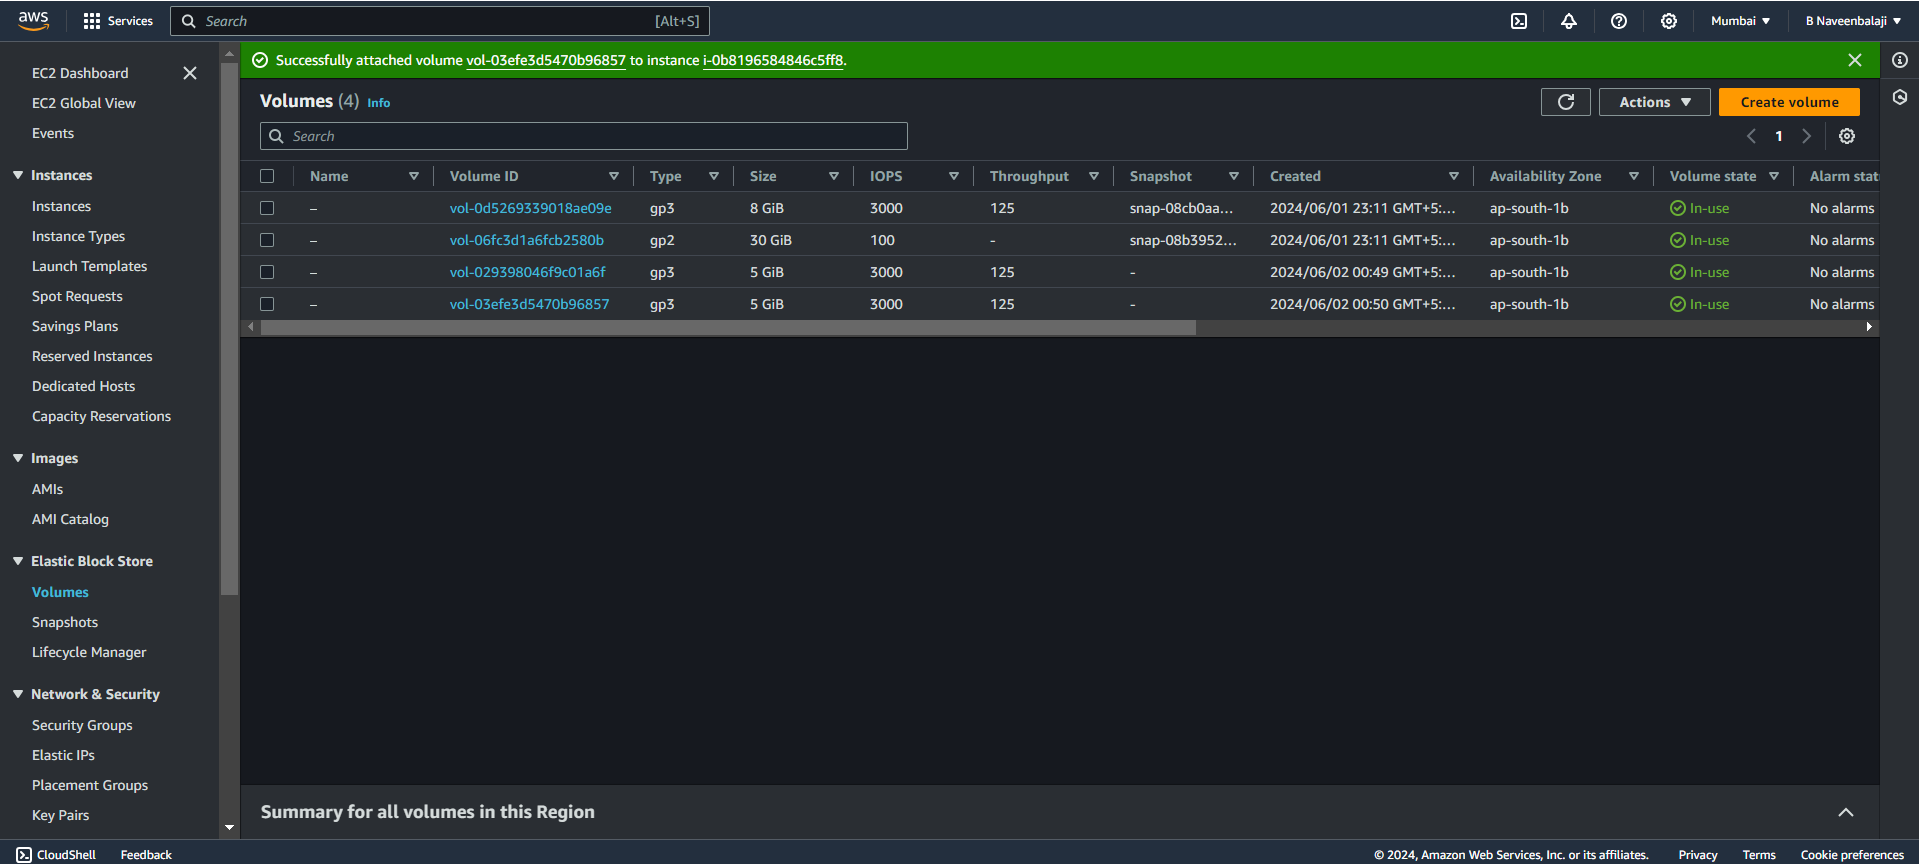 aws Services Search [Alt+S] Mumbai ▼ B Naveenbalaji ▼
EC2 Dashboard
EC2 Global View
Events
Instances
Instances
Instance Types
Launch Templates
Spot Requests
Savings Plans
Reserved Instances
Dedicated Hosts
Capacity Reservations
Images
AMIs
AMI Catalog
Elastic Block Store
Volumes
Snapshots
Lifecycle Manager
Network & Security
Security Groups
Elastic IPs
Placement Groups
Key Pairs
Successfully attached volume vol-03efe3d5470b96857 to instance i-0b8196584846c5ff8.
Volumes (4) Info
Actions ▼ Create volume
Search
1
Name Volume ID Type Size IOPS Throughput Snapshot Created Availability Zone Volume state Alarm stat
– vol-0d5269339018ae09e gp3 8 GiB 3000 125 snap-08cb0aa... 2024/06/01 23:11 GMT+5:... ap-south-1b In-use No alarms
– vol-06fc3d1a6fcb2580b gp2 30 GiB 100 - snap-08b3952... 2024/06/01 23:11 GMT+5:... ap-south-1b In-use No alarms
– vol-029398046f9c01a6f gp3 5 GiB 3000 125 - 2024/06/02 00:49 GMT+5:... ap-south-1b In-use No alarms
– vol-03efe3d5470b96857 gp3 5 GiB 3000 125 - 2024/06/02 00:50 GMT+5:... ap-south-1b In-use No alarms
Summary for all volumes in this Region
CloudShell Feedback © 2024, Amazon Web Services, Inc. or its affiliates. Privacy Terms Cookie preferences